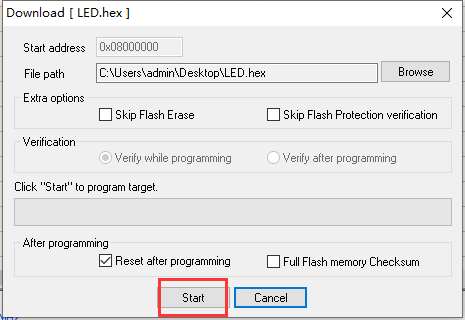 Download [ LED.hex ]
Start address 0x08000000
File path C:\Users\admin\Desktop\LED.hex Browse
Extra options
Skip Flash Erase Skip Flash Protection verification
Verification
Verify while programming Verify after programming
Click "Start" to program target.
After programming
Reset after programming Full Flash memory Checksum
Start Cancel